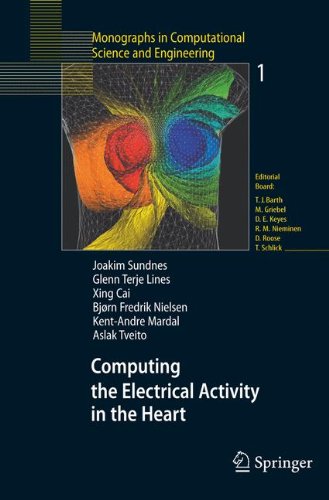 Monographs in Computational
Science and Engineering
1
Editorial
Board:
T. J. Barth
M. Griebel
D. E. Keyes
R. M. Nieminen
D. Roose
T. Schlick
Joakim Sundnes
Glenn Terje Lines
Xing Cai
Bjørn Fredrik Nielsen
Kent-Andre Mardal
Aslak Tveito
Computing
the Electrical Activity
in the Heart
Springer